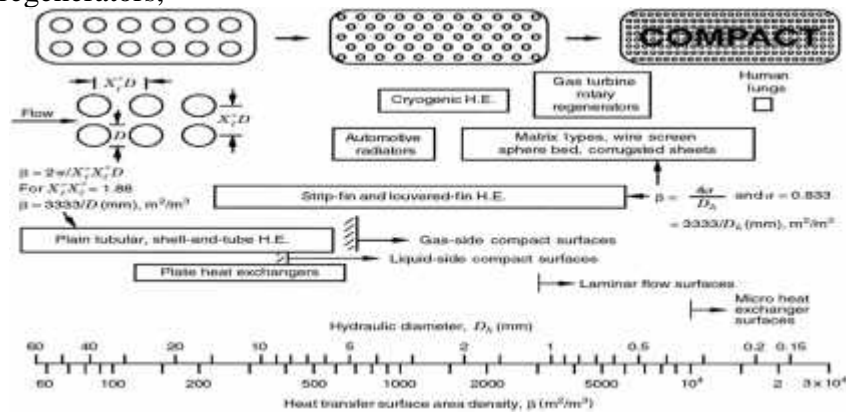 regenerators,
COMPACT
X*ₜD
Flow
D
X*ₗD
Cryogenic H.E.
Gas turbine
rotary
regenerators
Human
lungs
Automotive
radiators
Matrix types, wire screen
sphere bed, corrugated sheets
For
= 1.88
β = 3333/D (mm), m²/m³
Strip-fin and louvered-fin H.E.
β = 4σ/Dₕ and σ = 0.833
= 3333/Dₕ (mm), m²/m³
Plain tubular, shell-and-tube H.E.
Gas-side compact surfaces
Liquid-side compact surfaces
Plate heat exchangers
Laminar flow surfaces
Micro heat
exchanger
surfaces
Hydraulic diameter, Dₕ (mm)
60 40 20 10 5 2 1 0.5 0.2 0.15
60 100 200 500 1000 2000 5000 10⁴ 2 3 × 10⁴
Heat transfer surface area density, β (m²/m³)